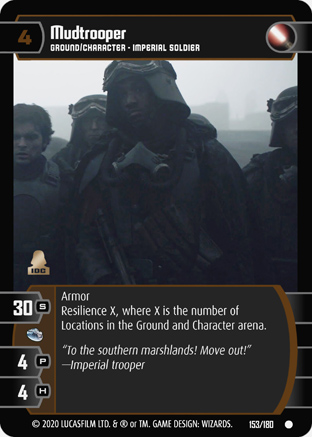 4 Mudtrooper
GROUND/CHARACTER - IMPERIAL SOLDIER
IDC
30 S
Armor
Resilience X, where X is the number of
Locations in the Ground and Character arena.
4 P
“To the southern marshlands! Move out!”
—Imperial trooper
4 H
© 2020 LUCASFILM LTD. & ® or TM. GAME DESIGN: WIZARDS. 153/180